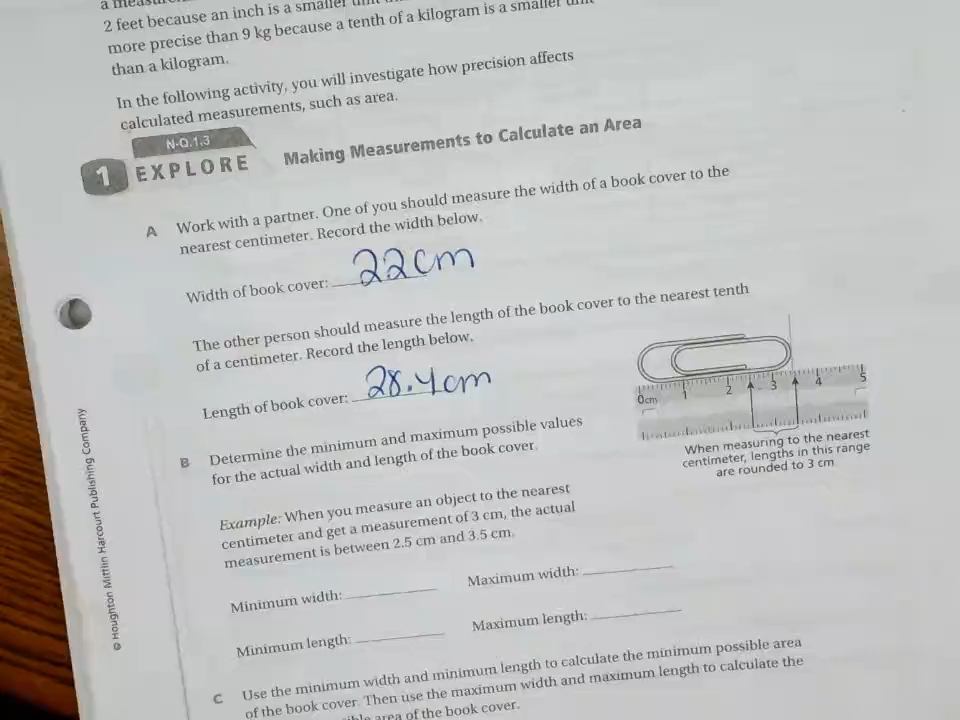 2 feet because an inch is a smaller unit
more precise than 9 kg because a tenth of a kilogram is a smaller unit
than a kilogram.
In the following activity, you will investigate how precision affects
calculated measurements, such as area.
N-Q.1.3
1 EXPLORE Making Measurements to Calculate an Area
A Work with a partner. One of you should measure the width of a book cover to the
nearest centimeter. Record the width below.
Width of book cover: 22cm
The other person should measure the length of the book cover to the nearest tenth
of a centimeter. Record the length below.
Length of book cover: 28.4cm
0cm 1 2 3 4 5
When measuring to the nearest
centimeter, lengths in this range
are rounded to 3 cm
B Determine the minimum and maximum possible values
for the actual width and length of the book cover.
Example: When you measure an object to the nearest
centimeter and get a measurement of 3 cm, the actual
measurement is between 2.5 cm and 3.5 cm.
Minimum width: Maximum width:
Minimum length: Maximum length:
C Use the minimum width and minimum length to calculate the minimum possible area
of the book cover. Then use the maximum width and maximum length to calculate the
area of the book cover.
© Houghton Mifflin Harcourt Publishing Company